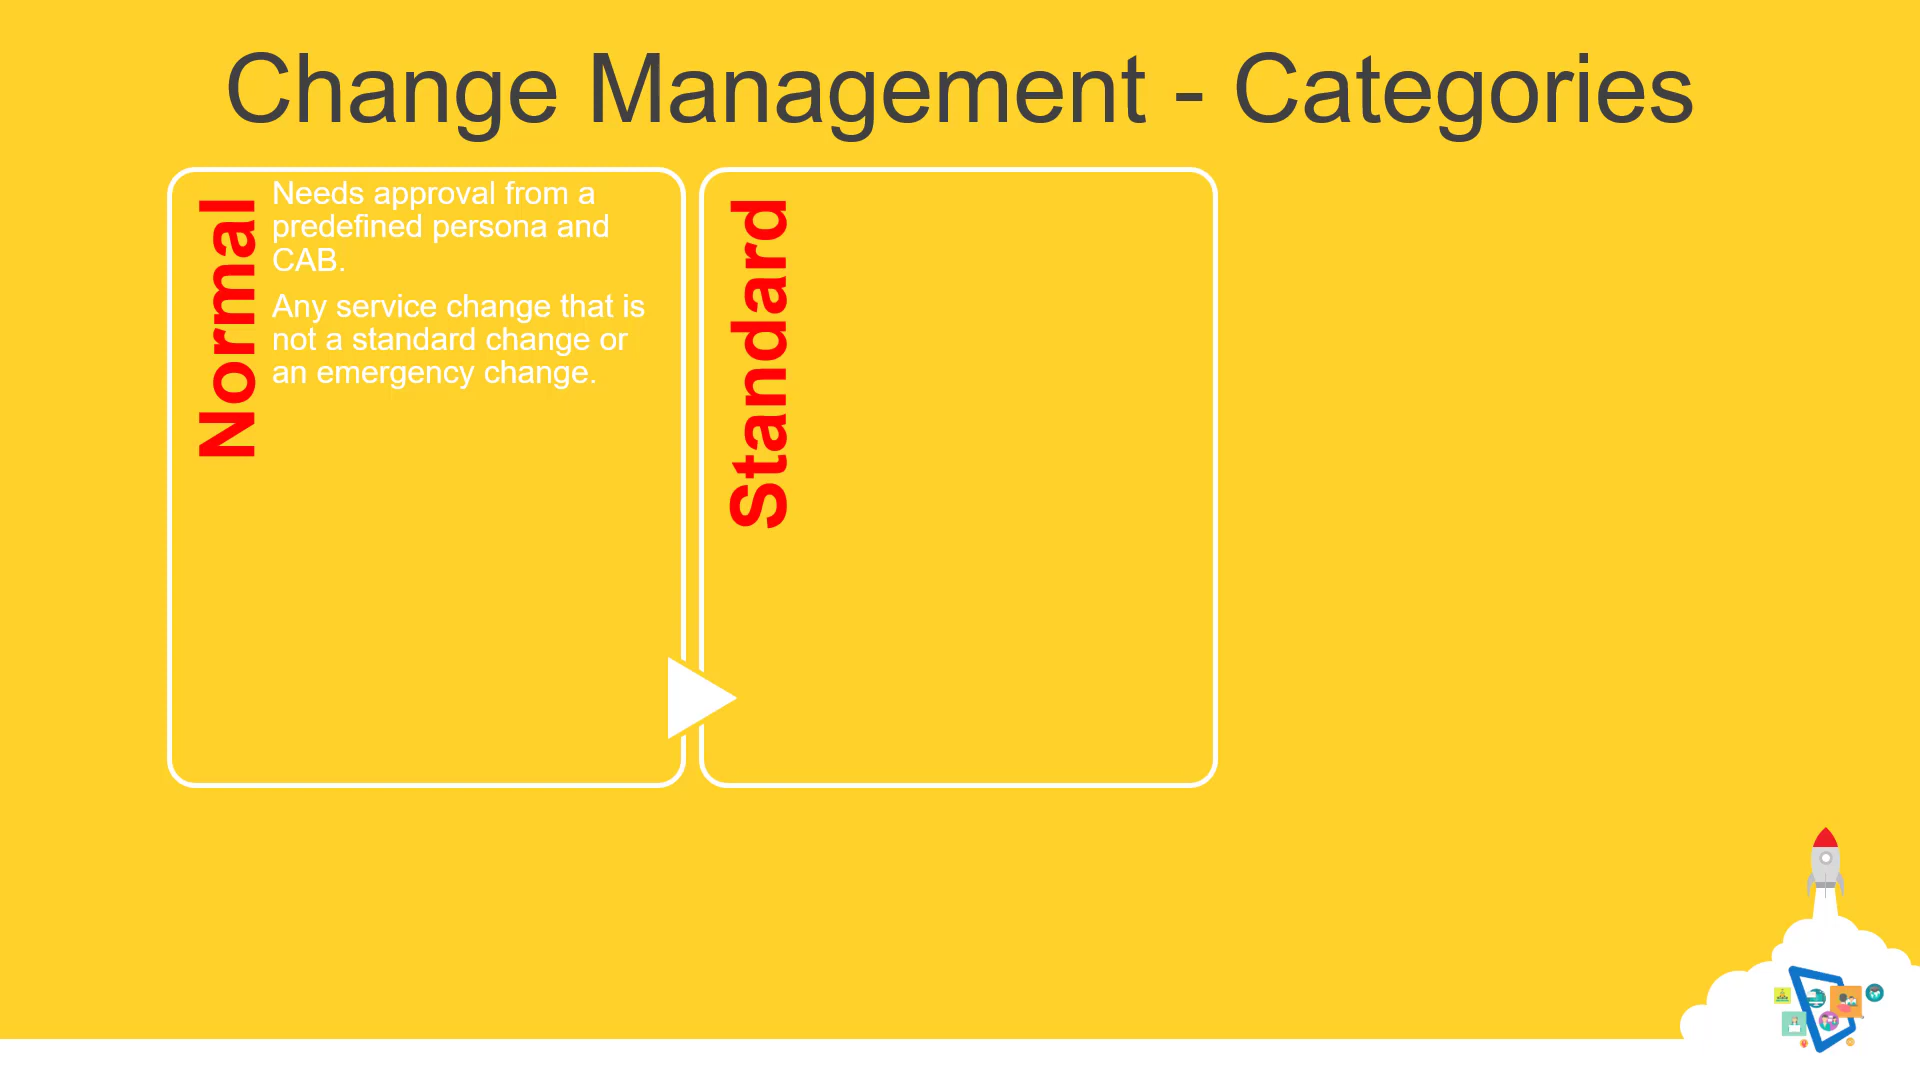 Change Management - Categories
Normal
Needs approval from a
predefined persona and
CAB.
Any service change that is
not a standard change or
an emergency change.
Standard